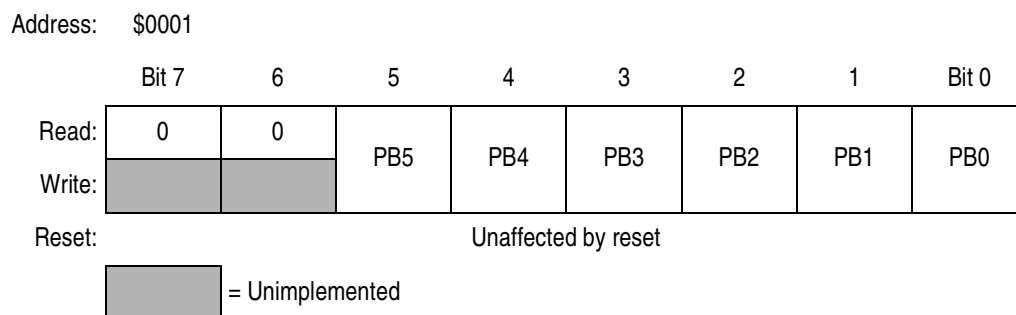 Address: $0001
Bit 7 6 5 4 3 2 1 Bit 0
Read: 0 0 PB5 PB4 PB3 PB2 PB1 PB0
Write:
Reset: Unaffected by reset
= Unimplemented